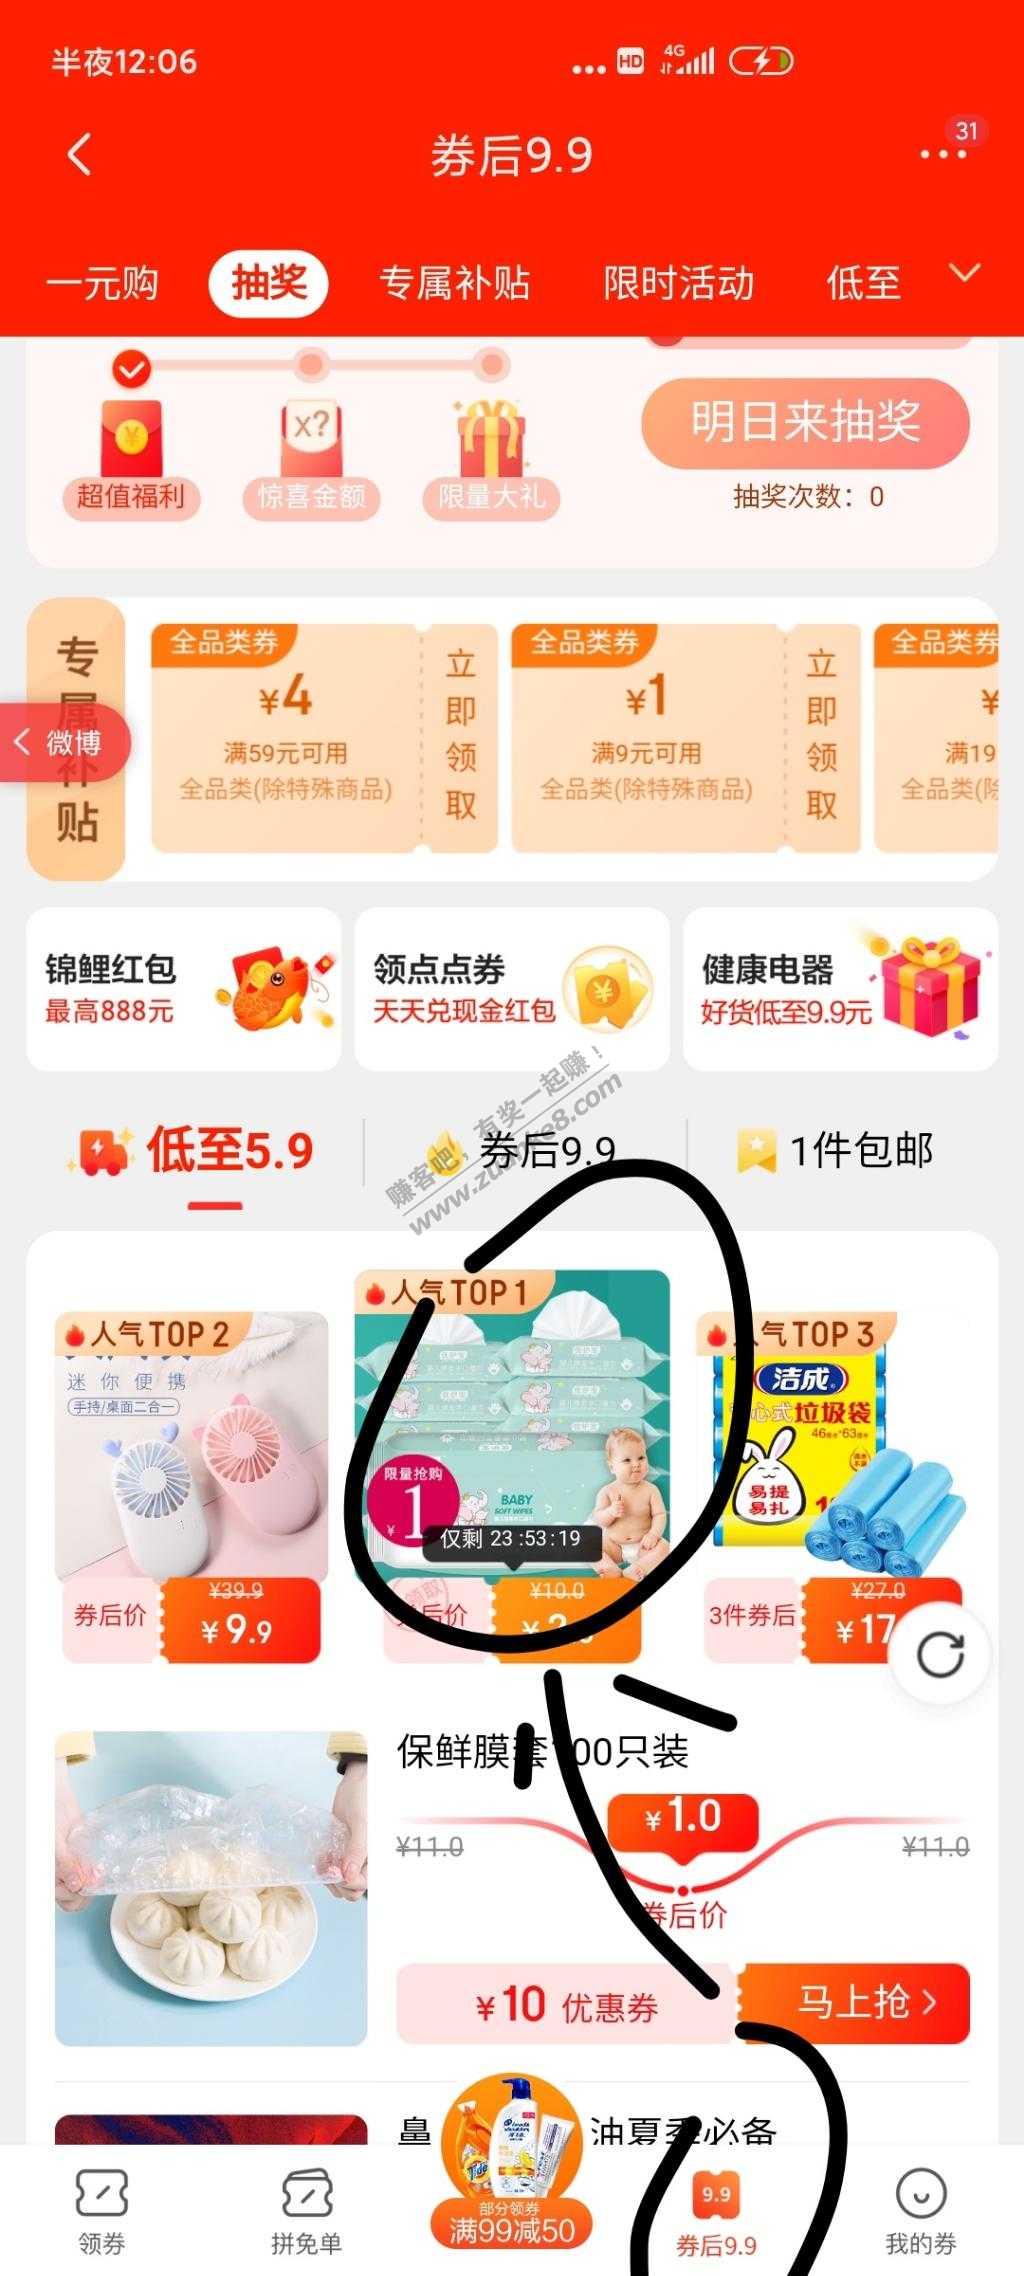 半夜12:06
HD
4G
券后9.9
31
一元购
抽奖
专属补贴
限时活动
低至
x?
超值福利
惊喜金额
限量大礼
明日来抽奖
抽奖次数：0
专属补贴
全品类券
¥4
满59元可用
全品类(除特殊商品)
立即领取
全品类券
¥1
满9元可用
全品类(除特殊商品)
立即领取
全品类券
¥
满19
全品类(除
微博
锦鲤红包
最高888元
领点点券
天天兑现金红包
健康电器
好货低至9.9元
低至5.9
券后9.9
1件包邮
赚客吧，有奖一起赚！
www.zuanke8.com
人气TOP 2
迷你便携
手持/桌面二合一
¥39.9
券后价
¥9.9
人气TOP 1
限量抢购
¥1
BABY
SOFT WIPES
仅剩 23:53:19
¥10.0
券后价
人气TOP 3
洁成
心式垃圾袋
46厘米*63厘米
易提
易扎
¥27.0
3件券后
¥17
保鲜膜套100只装
¥1.0
¥11.0
¥11.0
券后价
¥10 优惠券
马上抢
油夏季必备
部分领券
满99减50
领券
拼免单
9.9
券后9.9
我的券